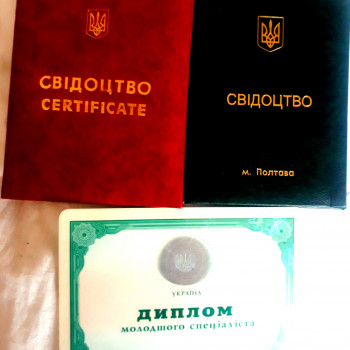 СВІДОЦТВО
CERTIFICATE
СВІДОЦТВО
м. Полтава
УКРАЇНА
ДИПЛОМ
молодшого спеціаліста